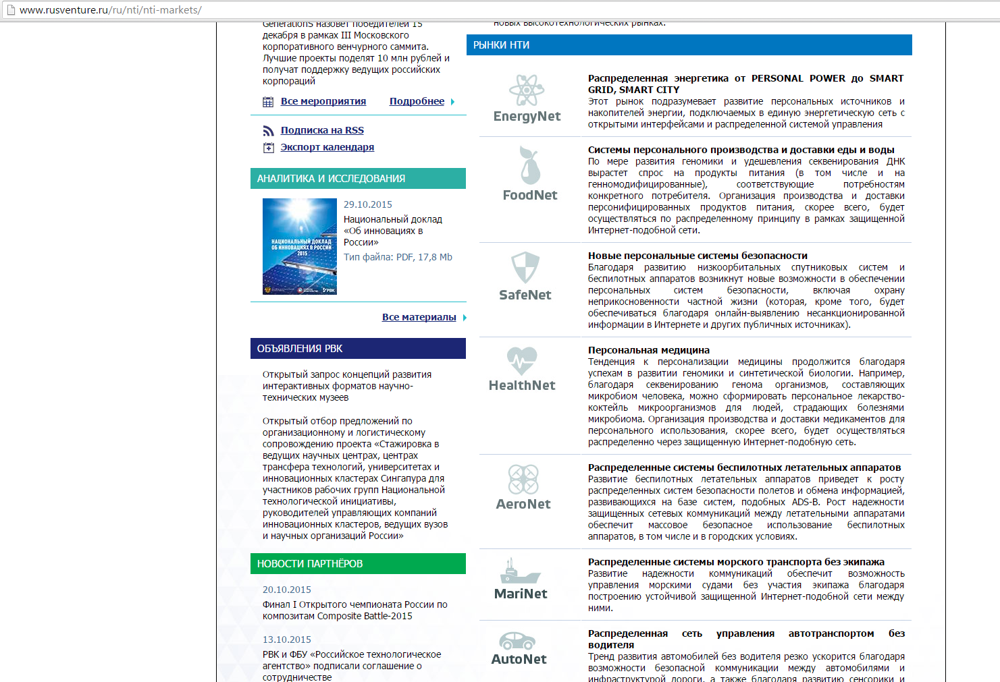 www.rusventure.ru/ru/nti/nti-markets/
GenerationS назовет победителей 15
декабря в рамках III Московского
корпоративного венчурного саммита.
Лучшие проекты поделят 10 млн рублей и
получат поддержку ведущих российских
корпораций
Все мероприятия Подробнее
Подписка на RSS
Экспорт календаря
АНАЛИТИКА И ИССЛЕДОВАНИЯ
НАЦИОНАЛЬНЫЙ ДОКЛАД
ОБ ИННОВАЦИЯХ В РОССИИ
2015
РВК
29.10.2015
Национальный доклад
«Об инновациях в
России»
Тип файла: PDF, 17,8 Mb
Все материалы
ОБЪЯВЛЕНИЯ РВК
Открытый запрос концепций развития
интерактивных форматов научно-
технических музеев
Открытый отбор предложений по
организационному и логистическому
сопровождению проекта «Стажировка в
ведущих научных центрах, центрах
трансфера технологий, университетах и
инновационных кластерах Сингапура для
участников рабочих групп Национальной
технологической инициативы,
руководителей управляющих компаний
инновационных кластеров, ведущих вузов
и научных организаций России»
НОВОСТИ ПАРТНЁРОВ
20.10.2015
Финал I Открытого чемпионата России по
композитам Composite Battle-2015
13.10.2015
РВК и ФБУ «Российское технологическое
агентство» подписали соглашение о
сотрудничестве
новых высокотехнологических рынках.
РЫНКИ НТИ
EnergyNet
Распределенная энергетика от PERSONAL POWER до SMART
GRID, SMART CITY
Этот рынок подразумевает развитие персональных источников и
накопителей энергии, подключаемых в единую энергетическую сеть с
открытыми интерфейсами и распределенной системой управления
FoodNet
Системы персонального производства и доставки еды и воды
По мере развития геномики и удешевления секвенирования ДНК
вырастет спрос на продукты питания (в том числе и на
генномодифицированные), соответствующие потребностям
конкретного потребителя. Организация производства и доставки
персонифицированных продуктов питания, скорее всего, будет
осуществляться по распределенному принципу в рамках защищенной
Интернет-подобной сети.
SafeNet
Новые персональные системы безопасности
Благодаря развитию низкоорбитальных спутниковых систем и
беспилотных аппаратов возникнут новые возможности в обеспечении
персональных систем безопасности, включая охрану
неприкосновенности частной жизни (которая, кроме того, будет
обеспечиваться благодаря онлайн-выявлению несанкционированной
информации в Интернете и других публичных источниках).
HealthNet
Персональная медицина
Тенденция к персонализации медицины продолжится благодаря
успехам в развитии геномики и синтетической биологии. Например,
благодаря секвенированию генома организмов, составляющих
микробиом человека, можно сформировать персональное лекарство-
коктейль микроорганизмов для людей, страдающих болезнями
микробиома. Организация производства и доставки медикаментов для
персонального использования, скорее всего, будет осуществляться
распределенно через защищенную Интернет-подобную сеть.
AeroNet
Распределенные системы беспилотных летательных аппаратов
Развитие беспилотных летательных аппаратов приведет к росту
распределенных систем безопасности полетов и обмена информацией,
развивающихся на базе систем, подобных ADS-B. Рост надежности
защищенных сетевых коммуникаций между летательными аппаратами
обеспечит массовое безопасное использование беспилотных
аппаратов, в том числе и в городских условиях.
MariNet
Распределенные системы морского транспорта без экипажа
Развитие надежности коммуникаций обеспечит возможность
управления морскими судами без участия экипажа благодаря
построению устойчивой защищенной Интернет-подобной сети между
ними.
AutoNet
Распределенная сеть управления автотранспортом без
водителя
Тренд развития автомобилей без водителя резко ускорится благодаря
возможности безопасной коммуникации между автомобилями и
инфраструктурой дороги, а также благодаря развитию сенсорики и